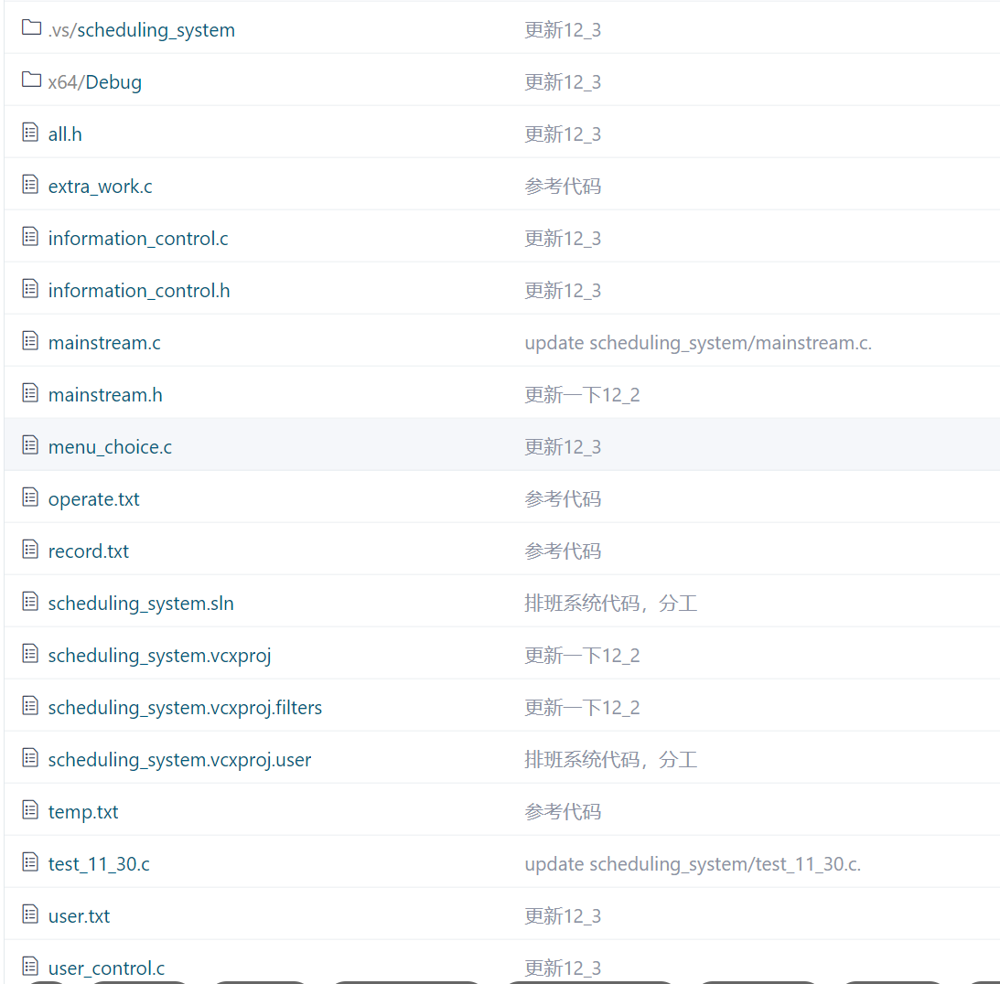 .vs/scheduling_system 更新12_3
x64/Debug 更新12_3
all.h 更新12_3
extra_work.c 参考代码
information_control.c 更新12_3
information_control.h 更新12_3
mainstream.c update scheduling_system/mainstream.c.
mainstream.h 更新一下12_2
menu_choice.c 更新12_3
operate.txt 参考代码
record.txt 参考代码
scheduling_system.sln 排班系统代码，分工
scheduling_system.vcxproj 更新一下12_2
scheduling_system.vcxproj.filters 更新一下12_2
scheduling_system.vcxproj.user 排班系统代码，分工
temp.txt 参考代码
test_11_30.c update scheduling_system/test_11_30.c.
user.txt 更新12_3
user_control.c 更新12_3